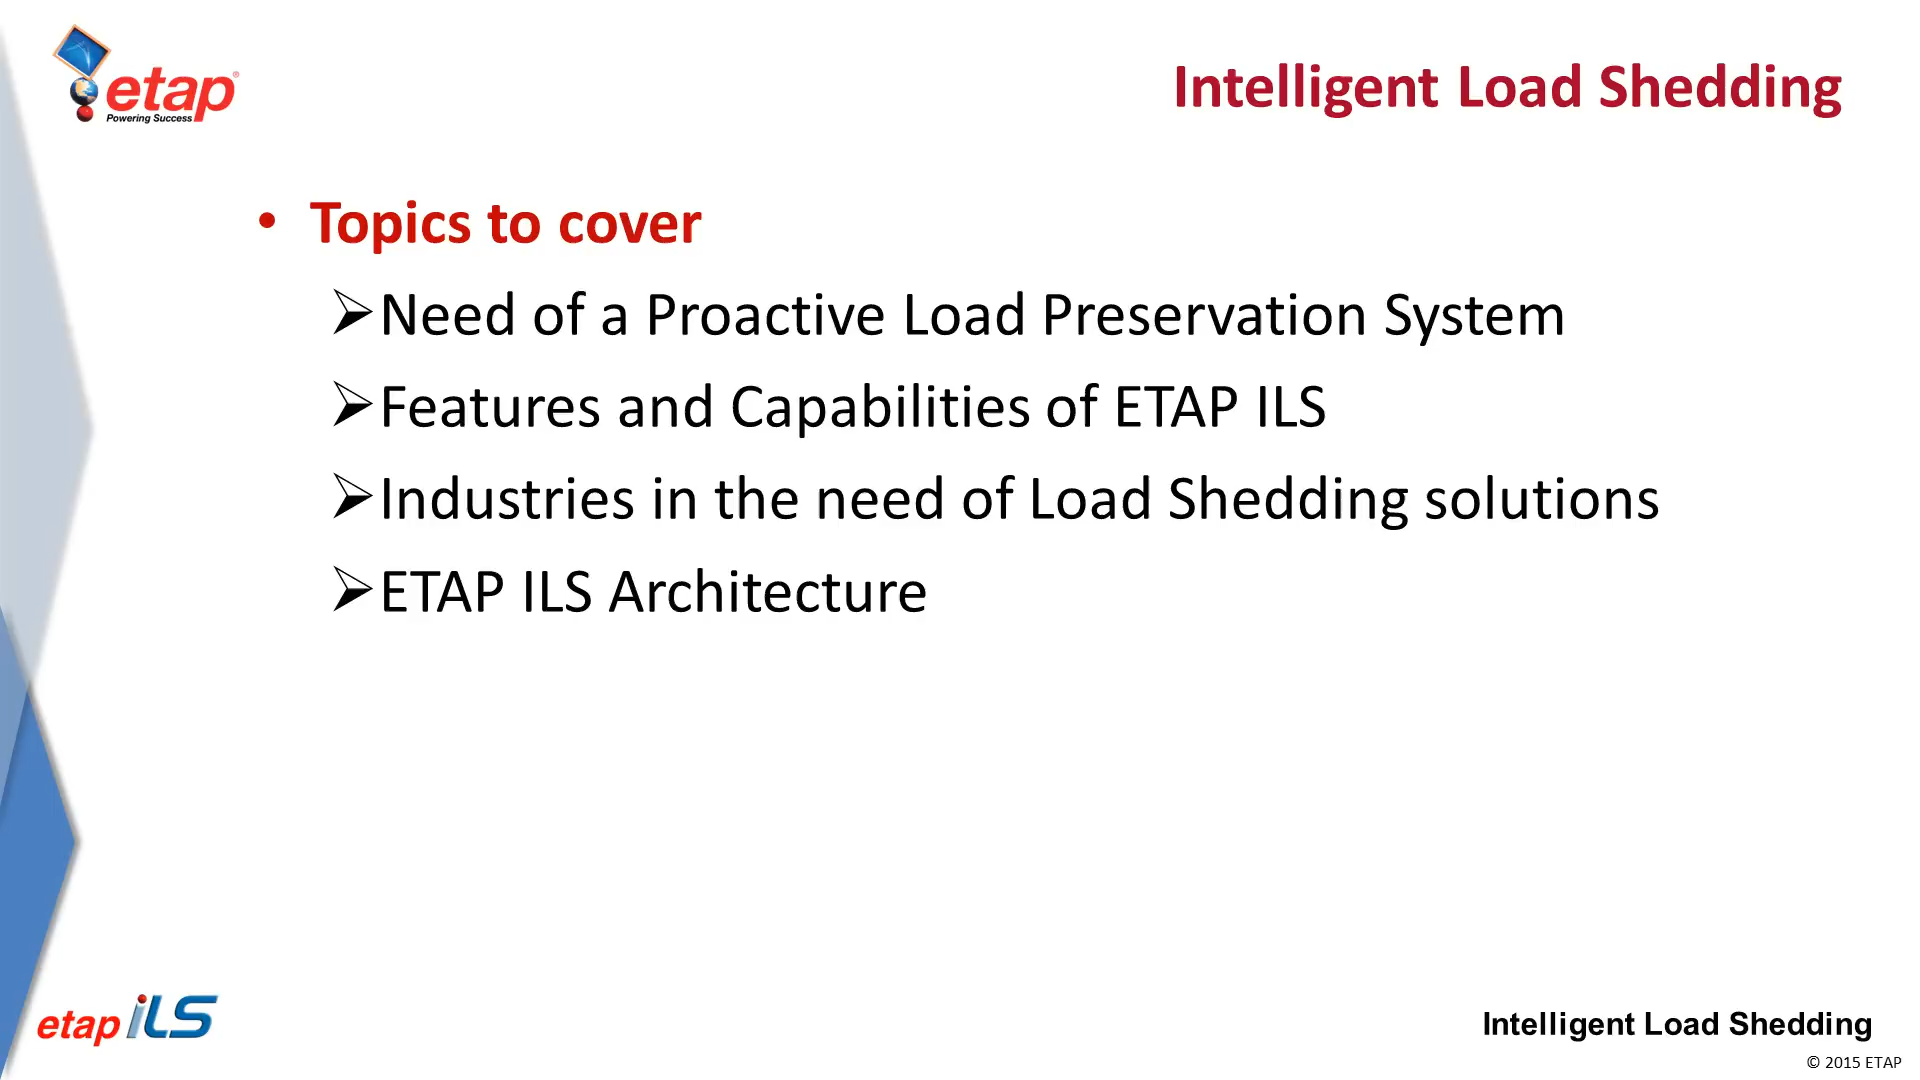 etap®
Powering Success
Intelligent Load Shedding
• Topics to cover
➢Need of a Proactive Load Preservation System
➢Features and Capabilities of ETAP ILS
➢Industries in the need of Load Shedding solutions
➢ETAP ILS Architecture
etap iLS
Intelligent Load Shedding
© 2015 ETAP